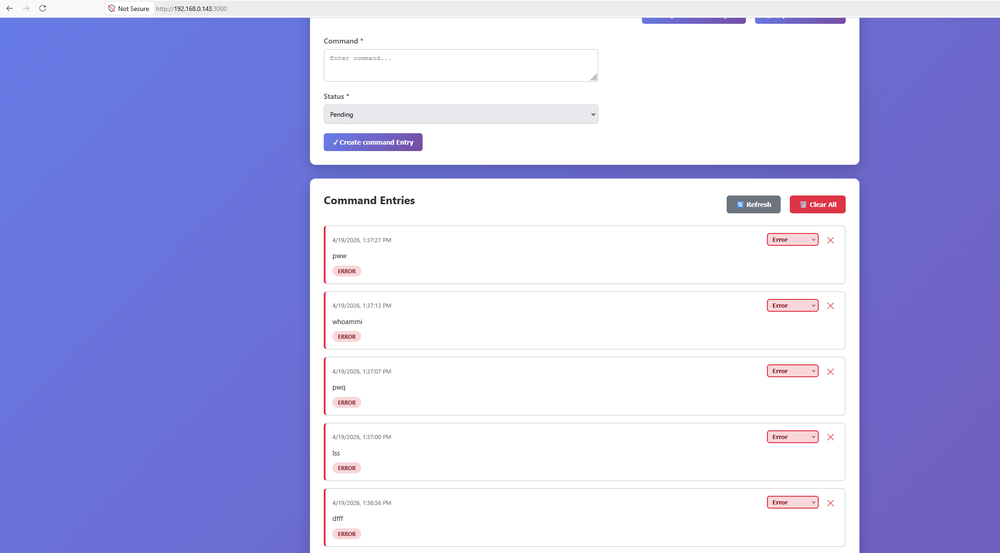 Not Secure http://192.168.0.143:3000
Command *
Enter command...
Status *
Pending
✓ Create command Entry
Command Entries
Refresh
Clear All
4/19/2026, 1:37:27 PM
Error
pww
ERROR
4/19/2026, 1:37:13 PM
Error
whoammi
ERROR
4/19/2026, 1:37:07 PM
Error
pwq
ERROR
4/19/2026, 1:37:00 PM
Error
lss
ERROR
4/19/2026, 1:36:56 PM
Error
dfff
ERROR